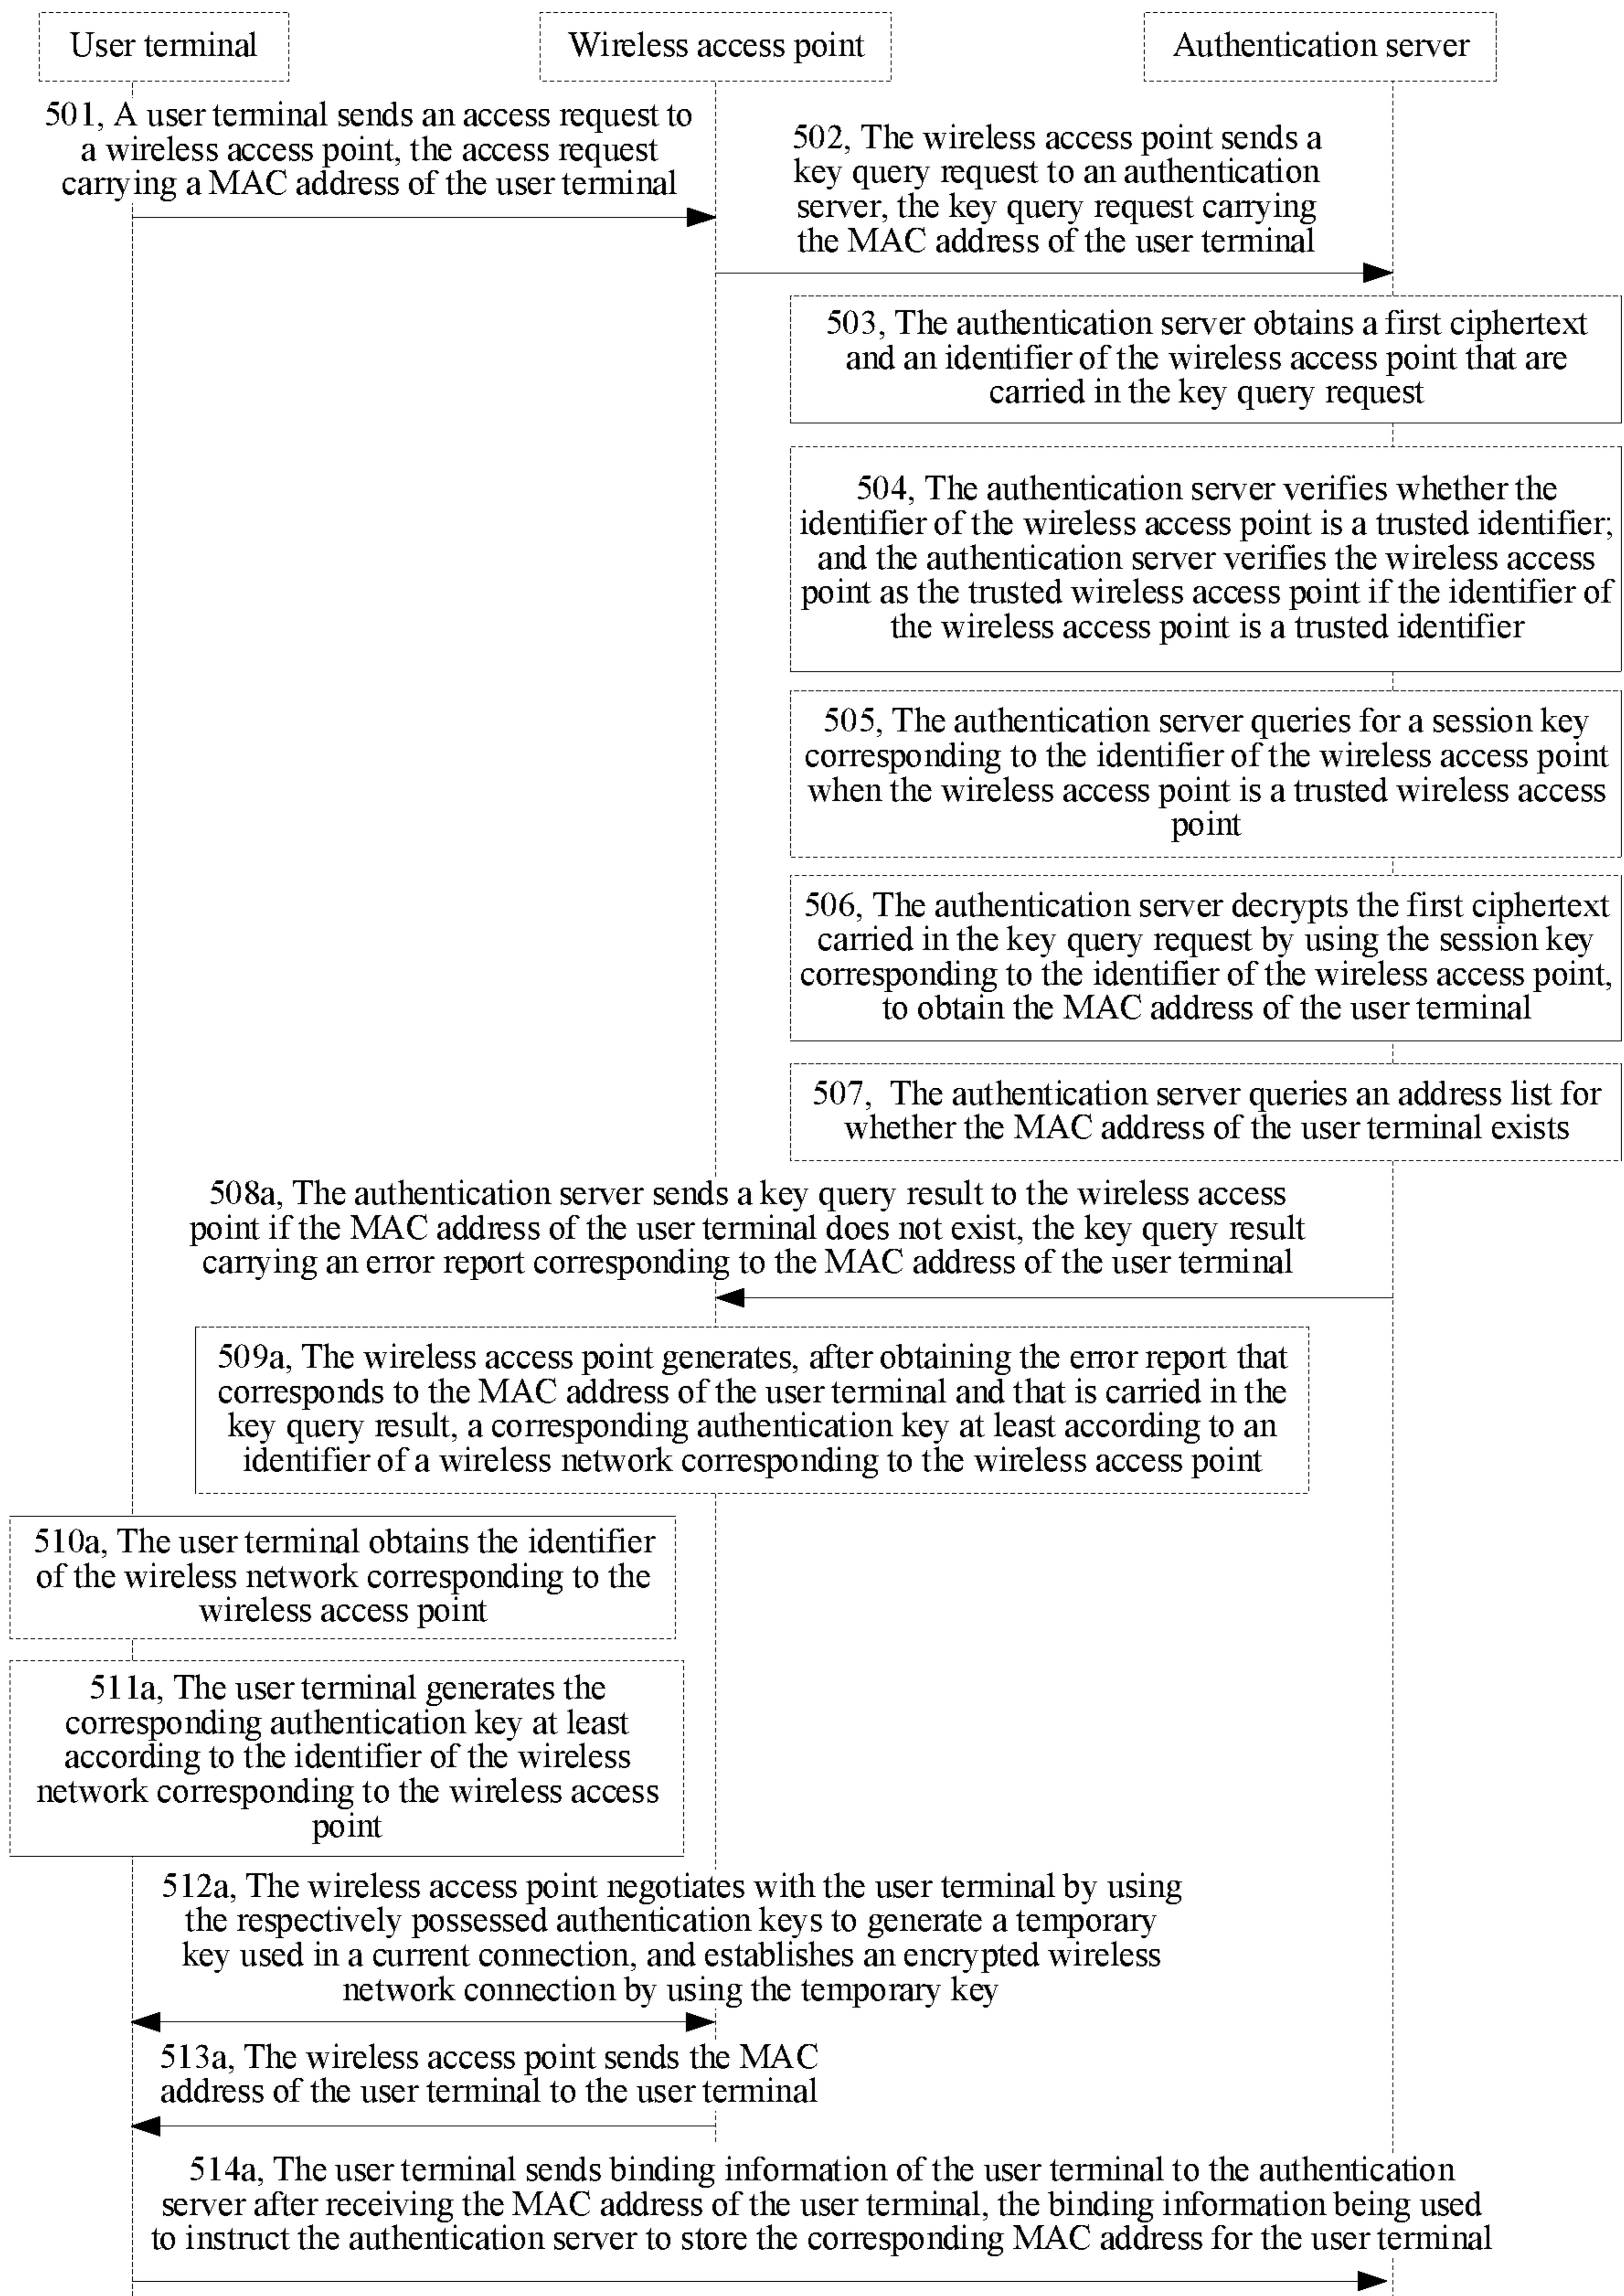 User terminal
Wireless access point
Authentication server
501, A user terminal sends an access request to
a wireless access point, the access request
carrying a MAC address of the user terminal
502, The wireless access point sends a
key query request to an authentication
server, the key query request carrying
the MAC address of the user terminal
503, The authentication server obtains a first ciphertext
and an identifier of the wireless access point that are
carried in the key query request
504, The authentication server verifies whether the
identifier of the wireless access point is a trusted identifier;
and the authentication server verifies the wireless access
point as the trusted wireless access point if the identifier of
the wireless access point is a trusted identifier
505, The authentication server queries for a session key
corresponding to the identifier of the wireless access point
when the wireless access point is a trusted wireless access
point
506, The authentication server decrypts the first ciphertext
carried in the key query request by using the session key
corresponding to the identifier of the wireless access point,
to obtain the MAC address of the user terminal
507, The authentication server queries an address list for
whether the MAC address of the user terminal exists
508a, The authentication server sends a key query result to the wireless access
point if the MAC address of the user terminal does not exist, the key query result
carrying an error report corresponding to the MAC address of the user terminal
509a, The wireless access point generates, after obtaining the error report that
corresponds to the MAC address of the user terminal and that is carried in the
key query result, a corresponding authentication key at least according to an
identifier of a wireless network corresponding to the wireless access point
510a, The user terminal obtains the identifier
of the wireless network corresponding to the
wireless access point
511a, The user terminal generates the
corresponding authentication key at least
according to the identifier of the wireless
network corresponding to the wireless access
point
512a, The wireless access point negotiates with the user terminal by using
the respectively possessed authentication keys to generate a temporary
key used in a current connection, and establishes an encrypted wireless
network connection by using the temporary key
513a, The wireless access point sends the MAC
address of the user terminal to the user terminal
514a, The user terminal sends binding information of the user terminal to the authentication
server after receiving the MAC address of the user terminal, the binding information being used
to instruct the authentication server to store the corresponding MAC address for the user terminal